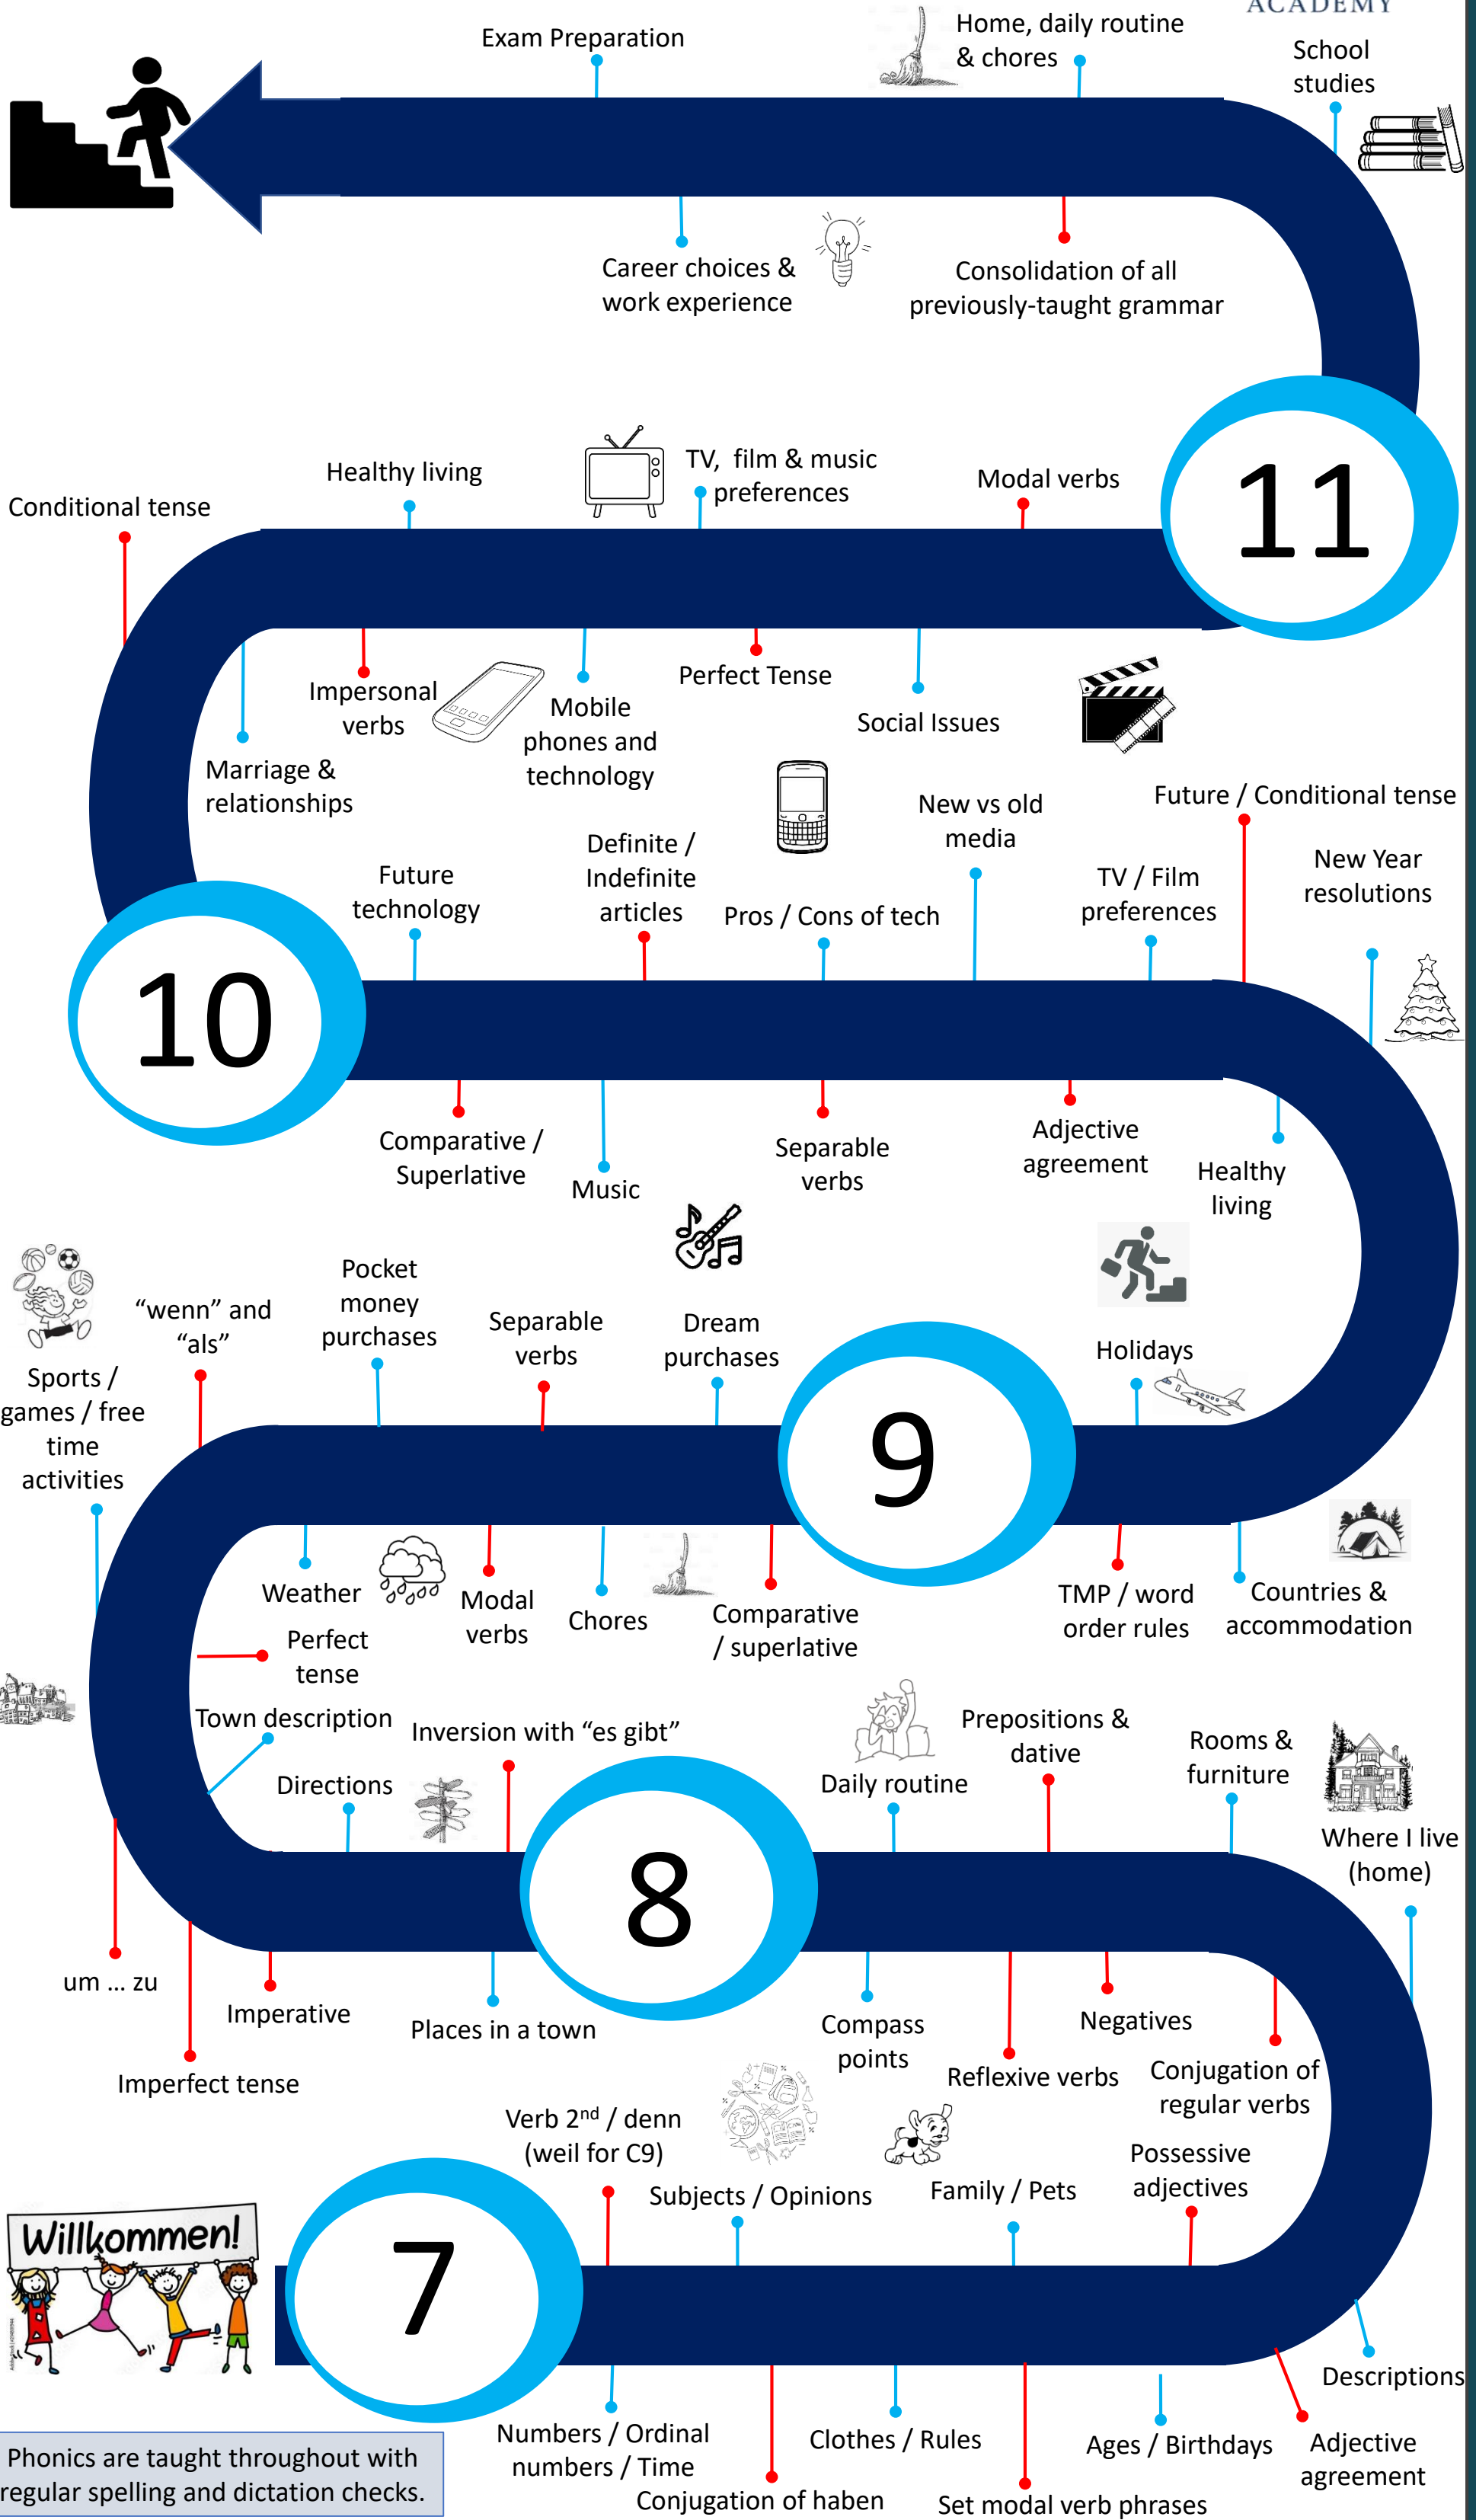 ACADEMY
Exam Preparation
Home, daily routine
& chores
School
studies
Career choices &
work experience
Consolidation of all
previously-taught grammar
11
Conditional tense
Healthy living
TV, film & music
preferences
Modal verbs
Impersonal
verbs
Mobile
phones and
technology
Perfect Tense
Social Issues
Marriage &
relationships
Future
technology
Definite /
Indefinite
articles
Pros / Cons of tech
New vs old
media
TV / Film
preferences
Future / Conditional tense
New Year
resolutions
10
Comparative /
Superlative
Music
Separable
verbs
Adjective
agreement
Healthy
living
Sports /
games / free
time
activities
“wenn” and
“als”
Pocket
money
purchases
Separable
verbs
Dream
purchases
Holidays
9
Weather
Modal
verbs
Chores
Comparative
/ superlative
TMP / word
order rules
Countries &
accommodation
Perfect
tense
Town description
Directions
Inversion with “es gibt”
Daily routine
Prepositions &
dative
Rooms &
furniture
Where I live
(home)
8
um ... zu
Imperative
Imperfect tense
Places in a town
Compass
points
Reflexive verbs
Negatives
Conjugation of
regular verbs
Verb 2nd / denn
(weil for C9)
Subjects / Opinions
Family / Pets
Possessive
adjectives
Willkommen!
7
Numbers / Ordinal
numbers / Time
Conjugation of haben
Clothes / Rules
Set modal verb phrases
Ages / Birthdays
Adjective
agreement
Descriptions
Phonics are taught throughout with
regular spelling and dictation checks.